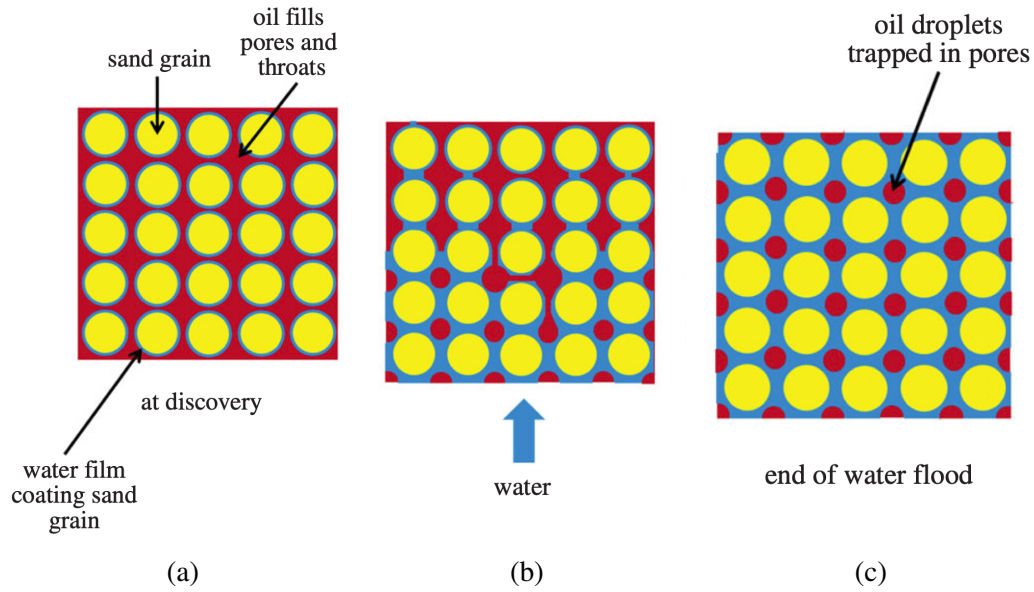 sand grain
oil fills
pores and
throats
at discovery
water film
coating sand
grain
(a)
water
(b)
oil droplets
trapped in pores
end of water flood
(c)